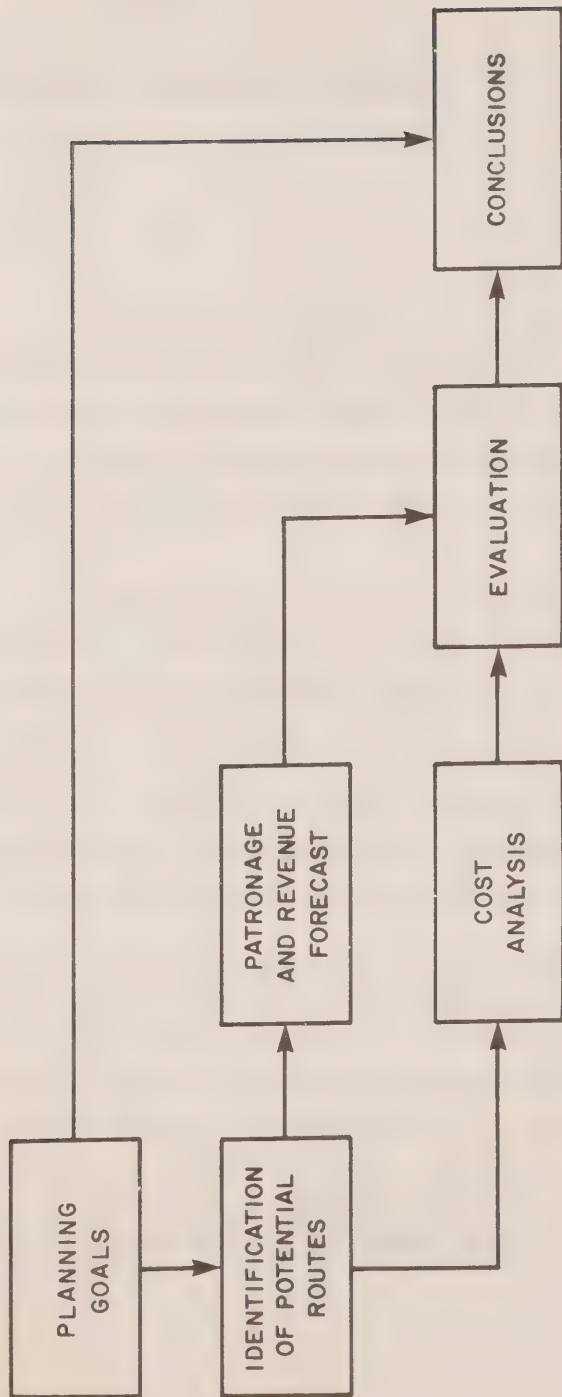 PLANNING
GOALS
IDENTIFICATION
OF POTENTIAL
ROUTES
PATRONAGE
AND REVENUE
FORECAST
COST
ANALYSIS
EVALUATION
CONCLUSIONS